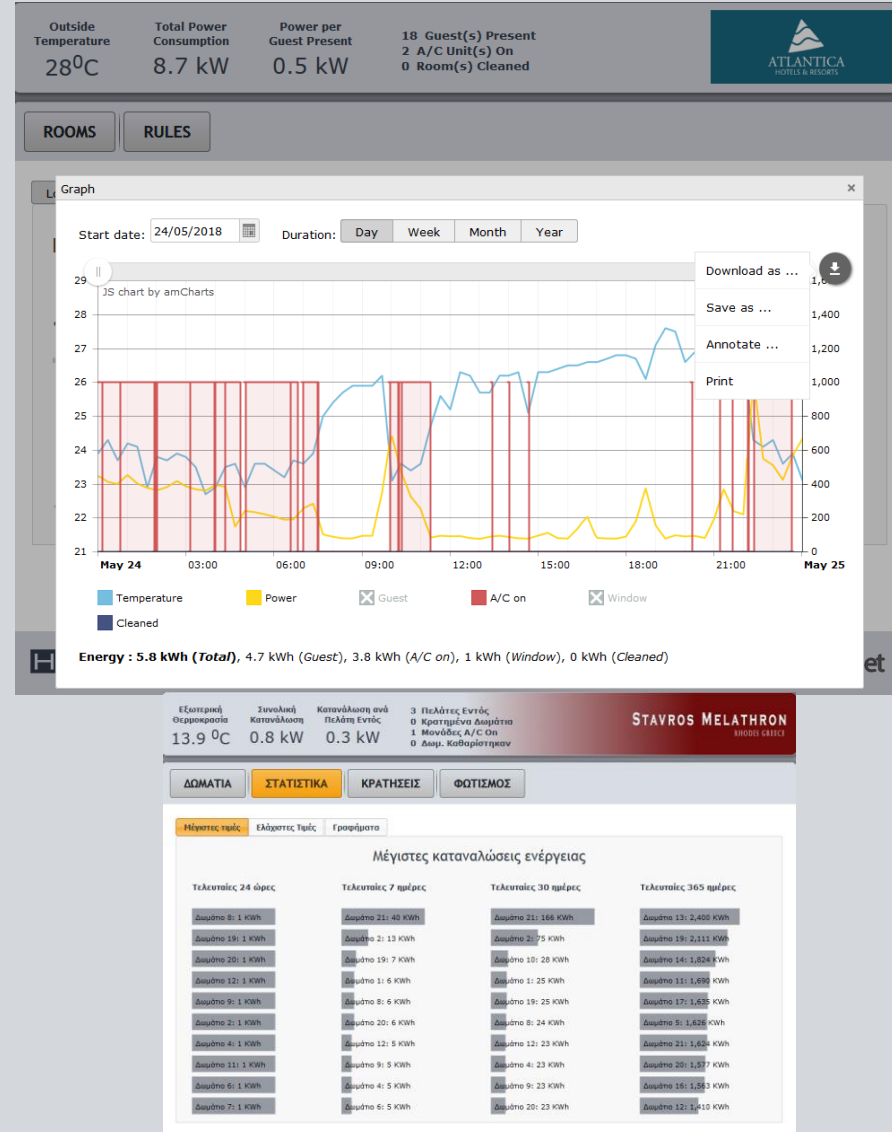 Outside Temperature 28⁰C
Total Power Consumption 8.7 kW
Power per Guest Present 0.5 kW
18 Guest(s) Present
2 A/C Unit(s) On
0 Room(s) Cleaned
ATLANTICA
HOTELS & RESORTS
ROOMS RULES
Graph ×
Start date: 24/05/2018 Duration: Day Week Month Year
JS chart by amCharts
Download as ...
Save as ...
Annotate ...
Print
29
28 1,400
27 1,200
26 1,000
25 800
24 600
23 400
22 200
21 0
May 24 03:00 06:00 09:00 12:00 15:00 18:00 21:00 May 25
Temperature Power Guest A/C on Window
Cleaned
Energy : 5.8 kWh (Total), 4.7 kWh (Guest), 3.8 kWh (A/C on), 1 kWh (Window), 0 kWh (Cleaned)
H et
Εξωτερική Θερμοκρασία 13.9 ⁰C
Συνολική Κατανάλωση 0.8 kW
Κατανάλωση ανά Πελάτη Εντός 0.3 kW
3 Πελάτες Εντός
0 Κρατημένα Δωμάτια
1 Μονάδες A/C On
0 Δωμ. Καθαρίστηκαν
STAVROS MELATHRON
RHODES GREECE
ΔΩΜΑΤΙΑ ΣΤΑΤΙΣΤΙΚΑ ΚΡΑΤΗΣΕΙΣ ΦΩΤΙΣΜΟΣ
Μέγιστες τιμές Ελάχιστες Τιμές Γραφήματα
Μέγιστες καταναλώσεις ενέργειας
Τελευταίες 24 ώρες Τελευταίες 7 ημέρες Τελευταίες 30 ημέρες Τελευταίες 365 ημέρες
Δωμάτιο 8: 1 KWh Δωμάτιο 21: 40 KWh Δωμάτιο 21: 166 KWh Δωμάτιο 13: 2,400 KWh
Δωμάτιο 19: 1 KWh Δωμάτιο 2: 13 KWh Δωμάτιο 2: 75 KWh Δωμάτιο 19: 2,111 KWh
Δωμάτιο 20: 1 KWh Δωμάτιο 19: 7 KWh Δωμάτιο 10: 28 KWh Δωμάτιο 14: 1,824 KWh
Δωμάτιο 12: 1 KWh Δωμάτιο 1: 6 KWh Δωμάτιο 1: 25 KWh Δωμάτιο 11: 1,690 KWh
Δωμάτιο 9: 1 KWh Δωμάτιο 8: 6 KWh Δωμάτιο 19: 25 KWh Δωμάτιο 17: 1,635 KWh
Δωμάτιο 2: 1 KWh Δωμάτιο 20: 6 KWh Δωμάτιο 8: 24 KWh Δωμάτιο 5: 1,626 KWh
Δωμάτιο 4: 1 KWh Δωμάτιο 12: 5 KWh Δωμάτιο 12: 23 KWh Δωμάτιο 21: 1,624 KWh
Δωμάτιο 11: 1 KWh Δωμάτιο 9: 5 KWh Δωμάτιο 4: 23 KWh Δωμάτιο 20: 1,577 KWh
Δωμάτιο 6: 1 KWh Δωμάτιο 4: 5 KWh Δωμάτιο 9: 23 KWh Δωμάτιο 16: 1,563 KWh
Δωμάτιο 7: 1 KWh Δωμάτιο 6: 5 KWh Δωμάτιο 20: 23 KWh Δωμάτιο 12: 1,410 KWh